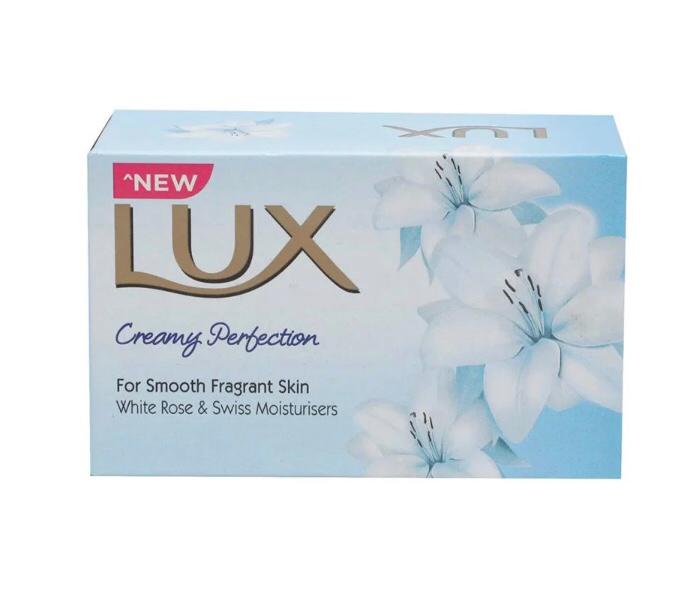 LUX
^NEW
LUX
Creamy Perfection
For Smooth Fragrant Skin
White Rose & Swiss Moisturisers